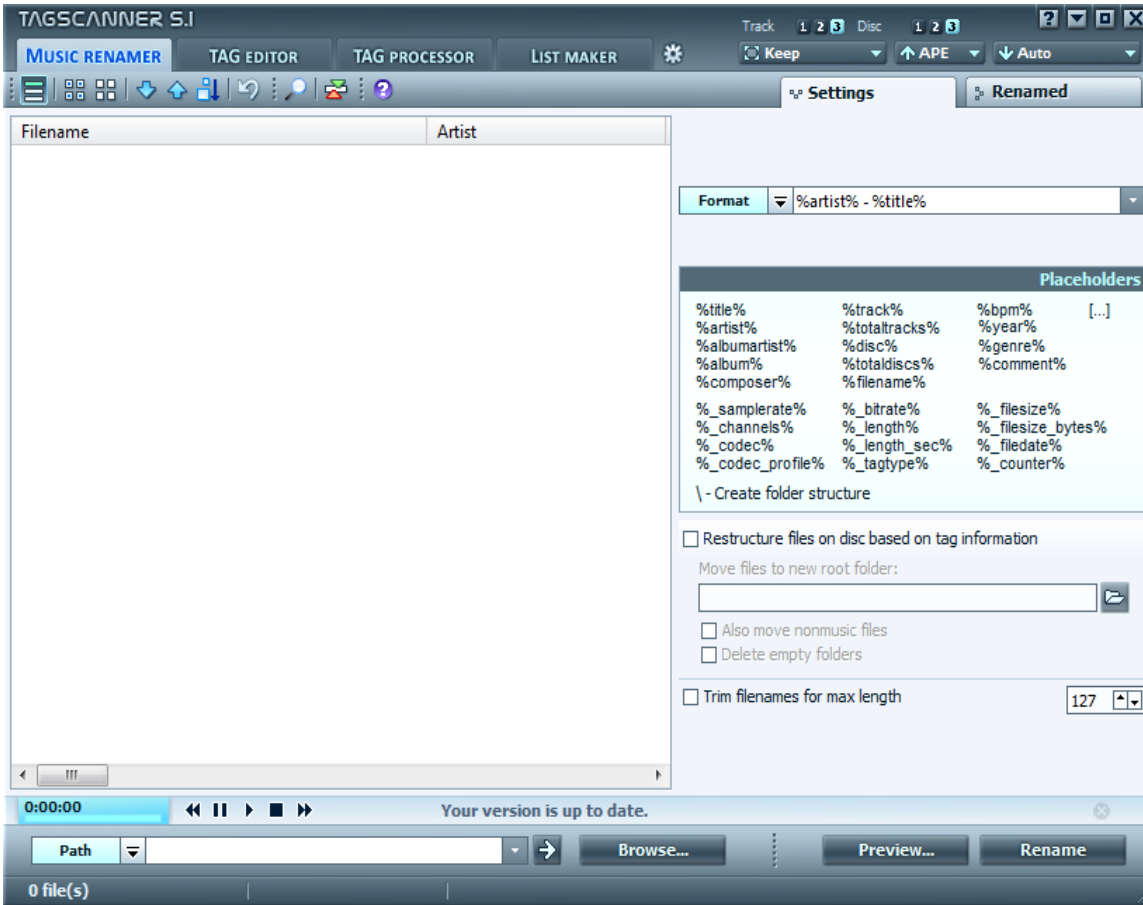 TAGSCANNER 5.1
Track 1 2 3 Disc 1 2 3
MUSIC RENAMER TAG EDITOR TAG PROCESSOR LIST MAKER Keep APE Auto
Settings Renamed
Filename Artist
Format %artist% - %title%
Placeholders
%title% %track% %bpm% [...]
%artist% %totaltracks% %year%
%albumartist% %disc% %genre%
%album% %totaldiscs% %comment%
%composer% %filename%
%_samplerate% %_bitrate% %_filesize%
%_channels% %_length% %_filesize_bytes%
%_codec% %_length_sec% %_filedate%
%_codec_profile% %_tagtype% %_counter%
\ - Create folder structure
Restructure files on disc based on tag information
Move files to new root folder:
Also move nonmusic files
Delete empty folders
Trim filenames for max length 127
0:00:00 Your version is up to date.
Path Browse... Preview... Rename
0 file(s)